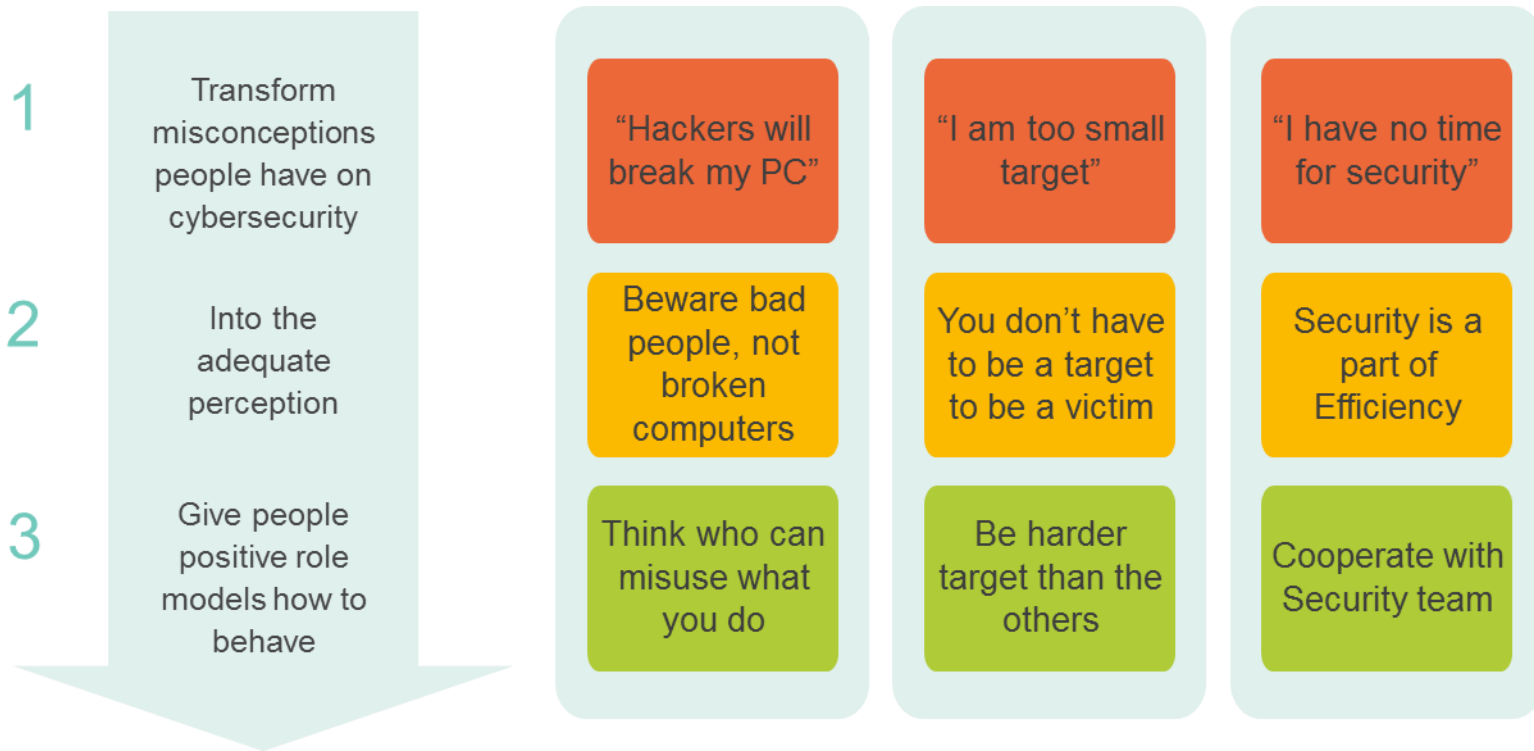 1
Transform
misconceptions
people have on
cybersecurity
“Hackers will
break my PC”
“I am too small
target”
“I have no time
for security”
2
Into the
adequate
perception
Beware bad
people, not
broken
computers
You don’t have
to be a target
to be a victim
Security is a
part of
Efficiency
3
Give people
positive role
models how to
behave
Think who can
misuse what
you do
Be harder
target than the
others
Cooperate with
Security team